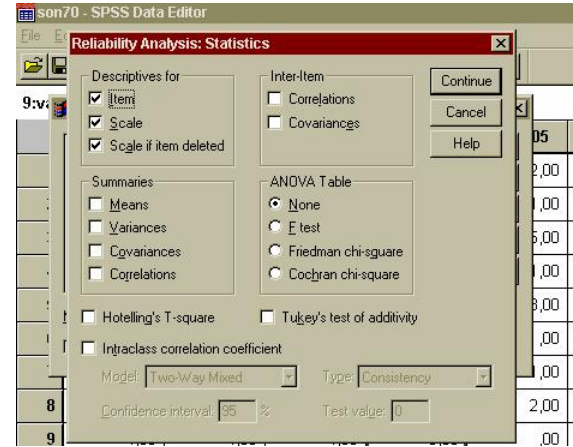 son70 - SPSS Data Editor
File
Reliability Analysis: Statistics
9:va
Descriptives for
Item
Scale
Scale if item deleted
Inter-Item
Correlations
Covariances
Continue
Cancel
Help
Summaries
Means
Variances
Covariances
Correlations
ANOVA Table
None
F test
Friedman chi-square
Cochran chi-square
Hotelling's T-square
Tukey's test of additivity
Intraclass correlation coefficient
Model: Two-Way Mixed
Type: Consistency
Confidence interval: 95 %
Test value: 0
05
2,00
,00
5,00
,00
3,00
,00
,00
8
2,00
9
,00